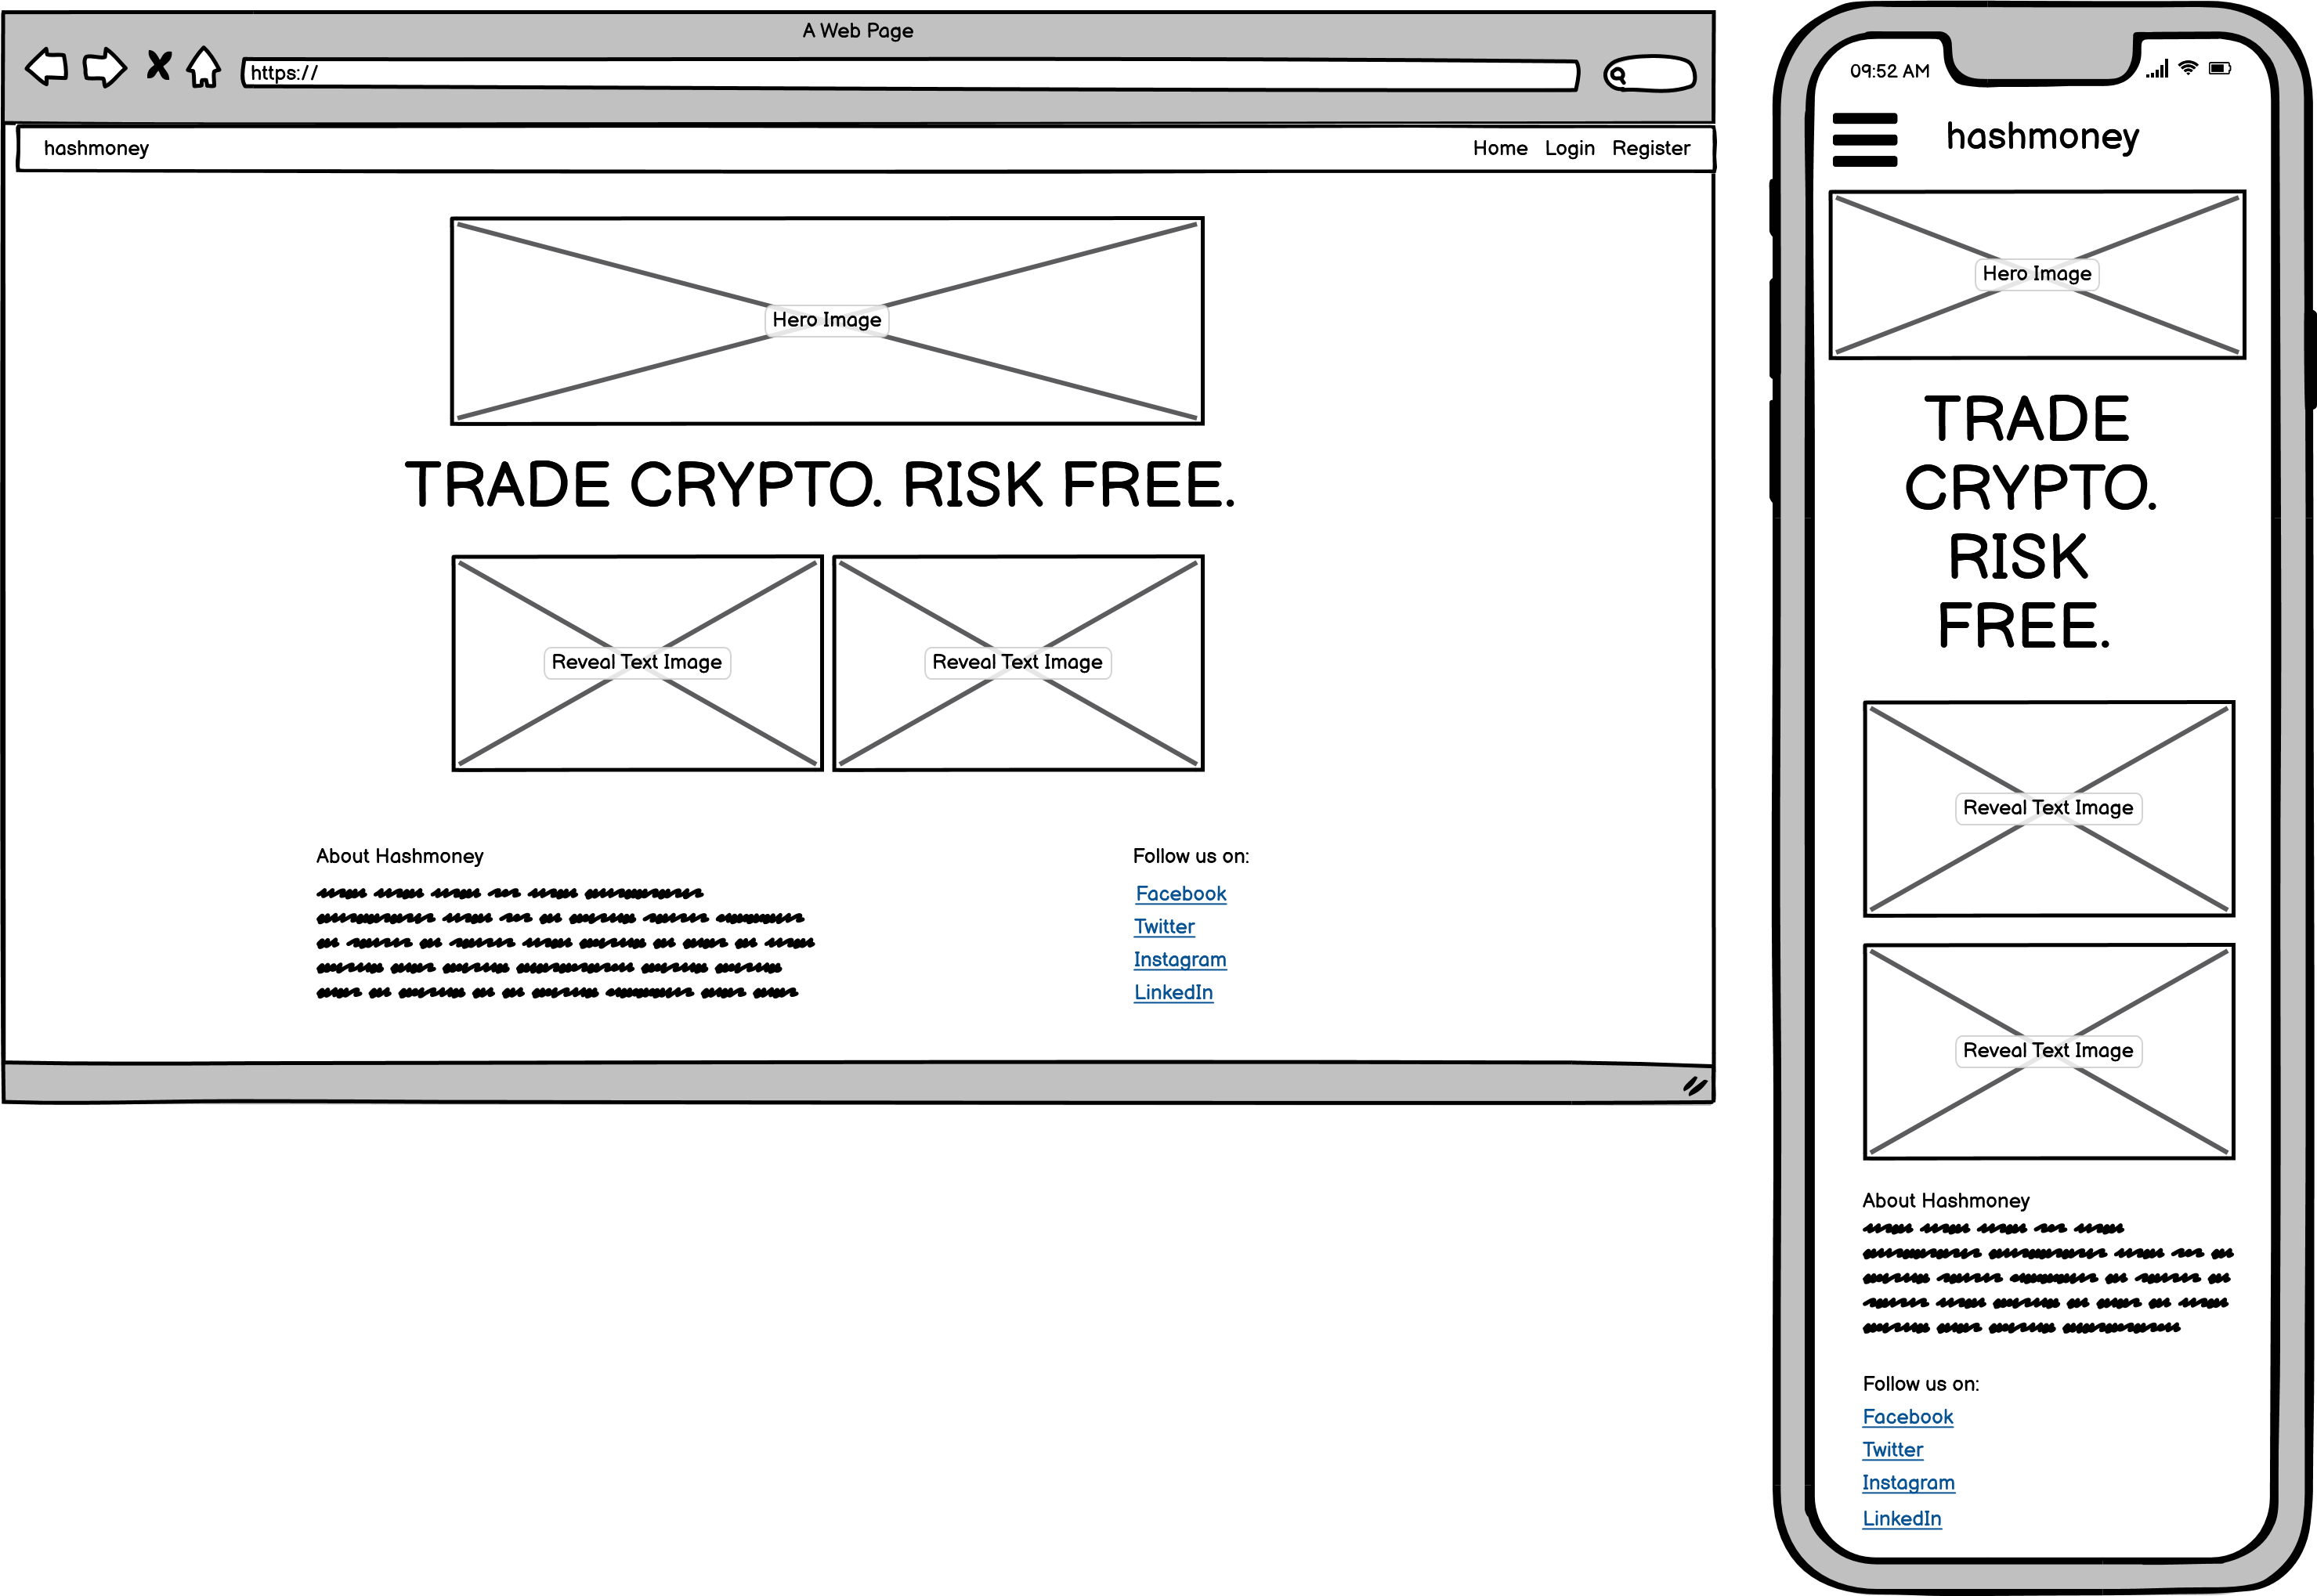 A Web Page
https://
hashmoney
Home Login Register
Hero Image
TRADE CRYPTO. RISK FREE.
Reveal Text Image
Reveal Text Image
About Hashmoney
Follow us on:
Facebook
Twitter
Instagram
LinkedIn
09:52 AM
hashmoney
Hero Image
TRADE
CRYPTO.
RISK
FREE.
Reveal Text Image
Reveal Text Image
About Hashmoney
Follow us on:
Facebook
Twitter
Instagram
LinkedIn